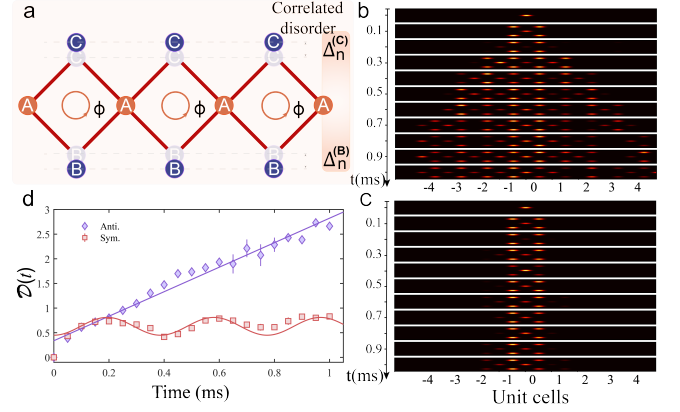 a
Correlated
disorder
C C C
C C C
Δn(C)
A A A A
ϕ ϕ ϕ
B B B
B B B
Δn(B)
b
0.1
0.3
0.5
0.7
0.9
t(ms)
-4 -3 -2 -1 0 1 2 3 4
c
0.1
0.3
0.5
0.7
0.9
t(ms)
-4 -3 -2 -1 0 1 2 3 4
Unit cells
d
Anti.
Sym.
3
2.5
2
1.5
1
0.5
0
0 0.2 0.4 0.6 0.8 1
𝒟(t)
Time (ms)